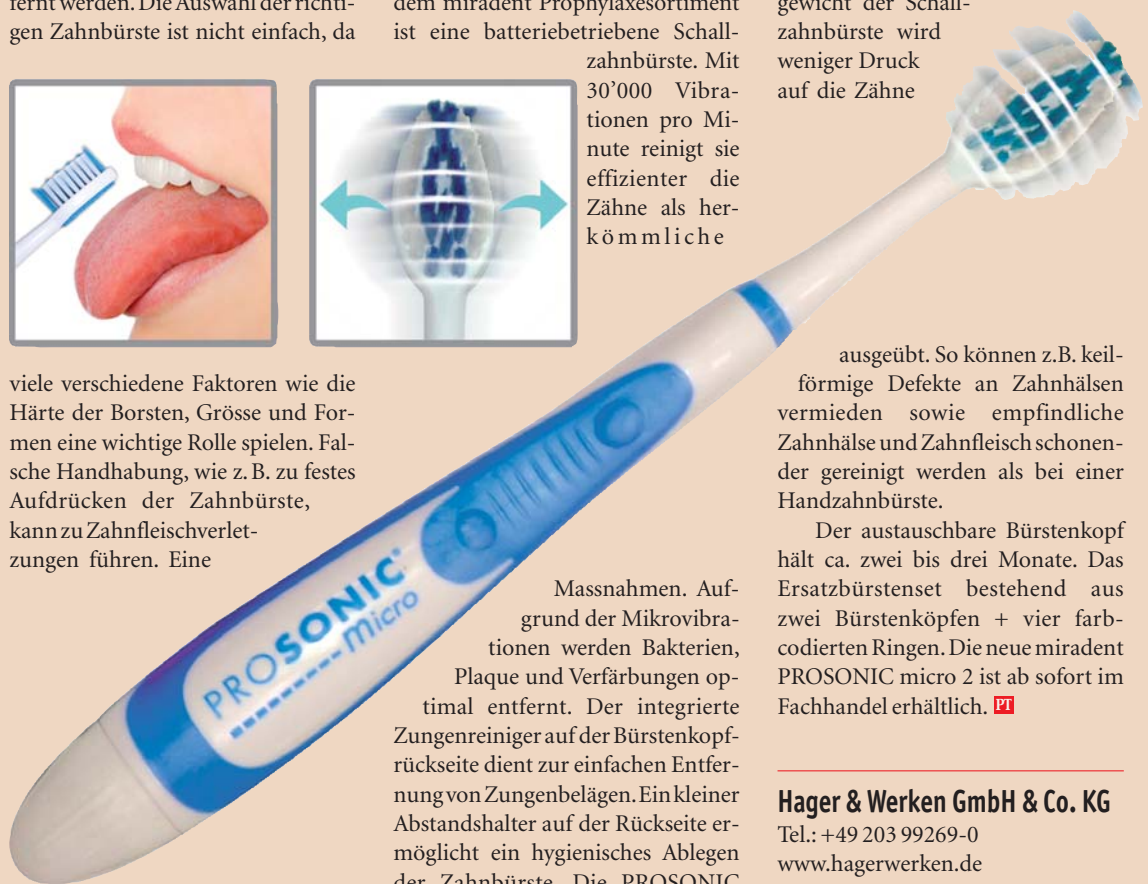 fernt werden. Die Auswahl der richti-
gen Zahnbürste ist nicht einfach, da
viele verschiedene Faktoren wie die
Härte der Borsten, Grösse und For-
men eine wichtige Rolle spielen. Fal-
sche Handhabung, wie z. B. zu festes
Aufdrücken der Zahnbürste,
kann zu Zahnfleischverlet-
zungen führen. Eine
dem miradent Prophylaxesortiment
ist eine batteriebetriebene Schall-
zahnbürste. Mit
30'000 Vibra-
tionen pro Mi-
nute reinigt sie
effizienter die
Zähne als her-
kömmliche
Massnahmen. Auf-
grund der Mikrovibra-
tionen werden Bakterien,
Plaque und Verfärbungen op-
timal entfernt. Der integrierte
Zungenreiniger auf der Bürstenkopf-
rückseite dient zur einfachen Entfer-
nung von Zungenbelägen. Ein kleiner
Abstandshalter auf der Rückseite er-
möglicht ein hygienisches Ablegen
der Zahnbürste. Die PROSONIC
gewicht der Schall-
zahnbürste wird
weniger Druck
auf die Zähne
ausgeübt. So können z.B. keil-
förmige Defekte an Zahnhälsen
vermieden sowie empfindliche
Zahnhälse und Zahnfleisch schonen-
der gereinigt werden als bei einer
Handzahnbürste.
Der austauschbare Bürstenkopf
hält ca. zwei bis drei Monate. Das
Ersatzbürstenset bestehend aus
zwei Bürstenköpfen + vier farb-
codierten Ringen. Die neue miradent
PROSONIC micro 2 ist ab sofort im
Fachhandel erhältlich. PT
Hager & Werken GmbH & Co. KG
Tel.: +49 203 99269-0
www.hagerwerken.de
PROSONIC®
micro